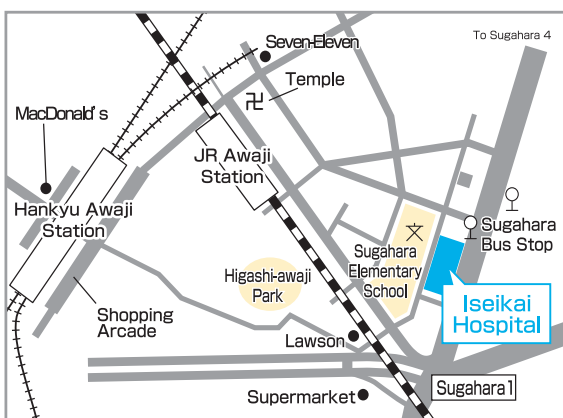 To Sugahara 4
Seven-Eleven
Temple
MacDonald's
JR Awaji
Station
Hankyu Awaji
Station
Sugahara
Bus Stop
Sugahara
Elementary
School
Higashi-awaji
Park
Iseikai
Hospital
Shopping
Arcade
Lawson
Sugahara1
Supermarket